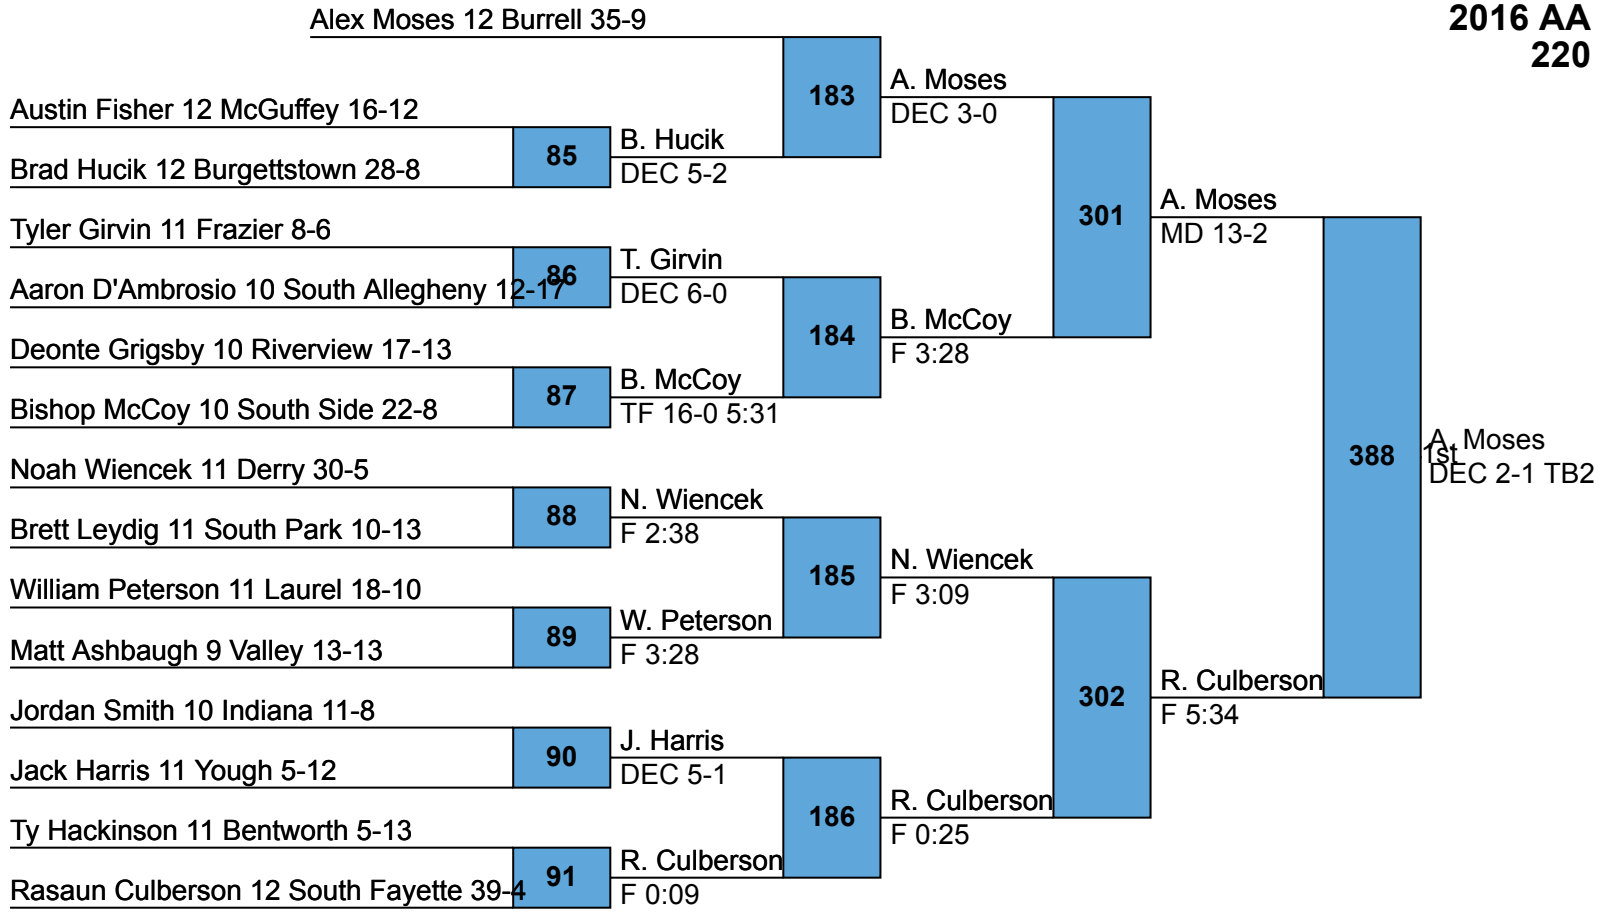 Alex Moses 12 Burrell 35-9
2016 AA
220
Austin Fisher 12 McGuffey 16-12
Brad Hucik 12 Burgettstown 28-8
Tyler Girvin 11 Frazier 8-6
Aaron D'Ambrosio 10 South Allegheny 12-17
Deonte Grigsby 10 Riverview 17-13
Bishop McCoy 10 South Side 22-8
Noah Wiencek 11 Derry 30-5
Brett Leydig 11 South Park 10-13
William Peterson 11 Laurel 18-10
Matt Ashbaugh 9 Valley 13-13
Jordan Smith 10 Indiana 11-8
Jack Harris 11 Yough 5-12
Ty Hackinson 11 Bentworth 5-13
Rasaun Culberson 12 South Fayette 39-4
85
86
87
88
89
90
91
B. Hucik
DEC 5-2
T. Girvin
DEC 6-0
B. McCoy
TF 16-0 5:31
N. Wiencek
F 2:38
W. Peterson
F 3:28
J. Harris
DEC 5-1
R. Culberson
F 0:09
183
184
185
186
A. Moses
DEC 3-0
B. McCoy
F 3:28
N. Wiencek
F 3:09
R. Culberson
F 0:25
301
302
A. Moses
MD 13-2
R. Culberson
F 5:34
388
A. Moses
1st
DEC 2-1 TB2